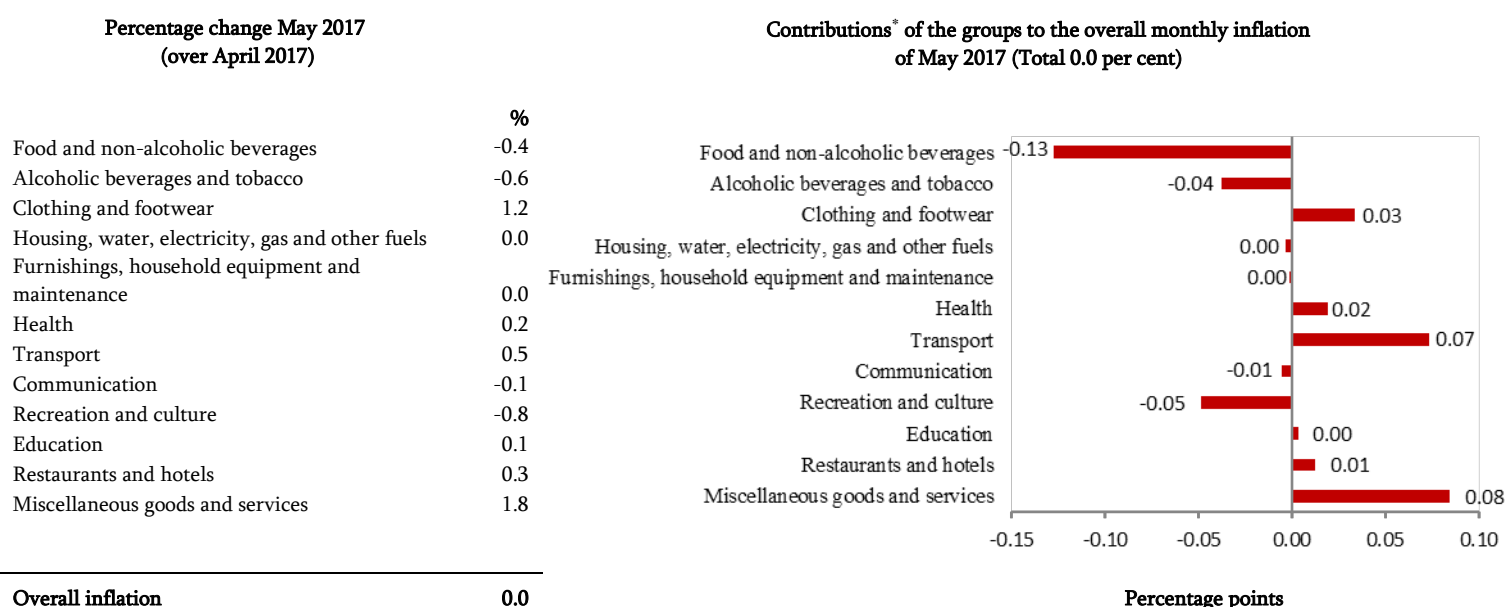 Percentage change May 2017
(over April 2017)
%
Food and non-alcoholic beverages -0.4
Alcoholic beverages and tobacco -0.6
Clothing and footwear 1.2
Housing, water, electricity, gas and other fuels 0.0
Furnishings, household equipment and
maintenance 0.0
Health 0.2
Transport 0.5
Communication -0.1
Recreation and culture -0.8
Education 0.1
Restaurants and hotels 0.3
Miscellaneous goods and services 1.8
Overall inflation 0.0
Contributions* of the groups to the overall monthly inflation
of May 2017 (Total 0.0 per cent)
Food and non-alcoholic beverages -0.13
Alcoholic beverages and tobacco -0.04
Clothing and footwear 0.03
Housing, water, electricity, gas and other fuels 0.00
Furnishings, household equipment and maintenance 0.00
Health 0.02
Transport 0.07
Communication -0.01
Recreation and culture -0.05
Education 0.00
Restaurants and hotels 0.01
Miscellaneous goods and services 0.08
-0.15 -0.10 -0.05 0.00 0.05 0.10
Percentage points